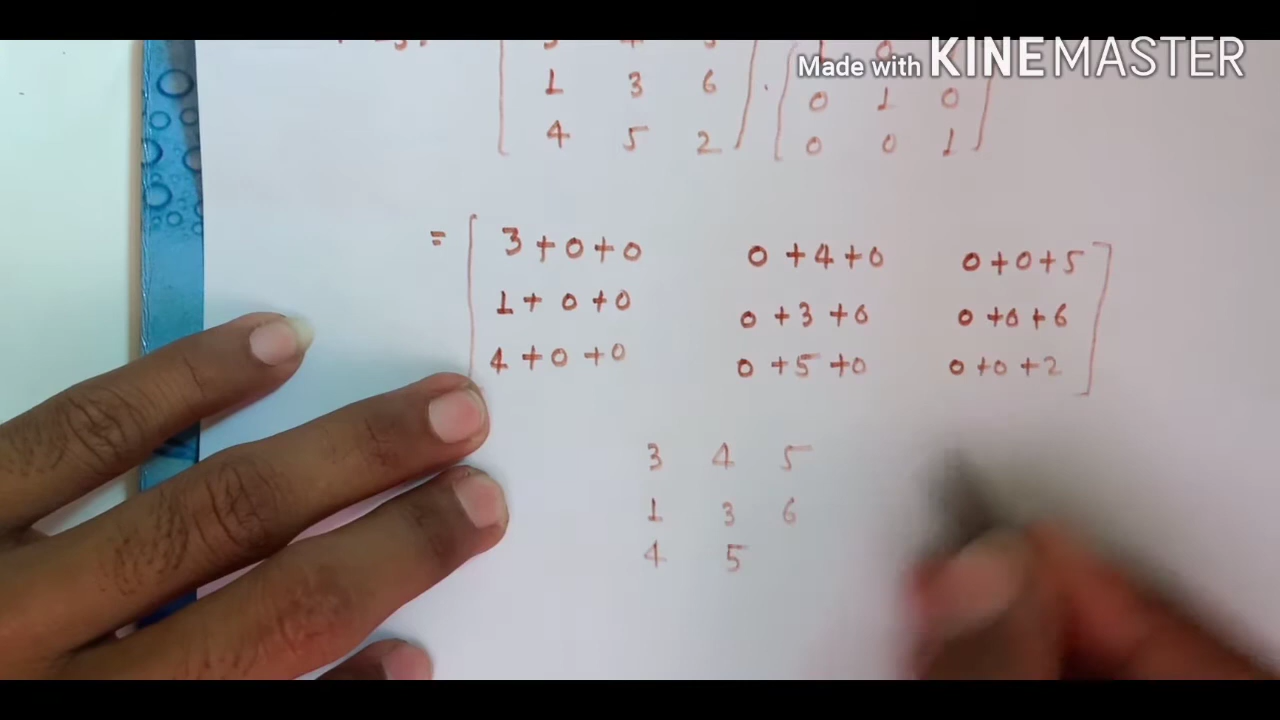 Made with KINEMASTER
1 3 6 . 0 1 0
4 5 2 0 0 1
= 3+0+0 0+4+0 0+0+5
1+0+0 0+3+0 0+0+6
4+0+0 0+5+0 0+0+2
3 4 5
1 3 6
4 5